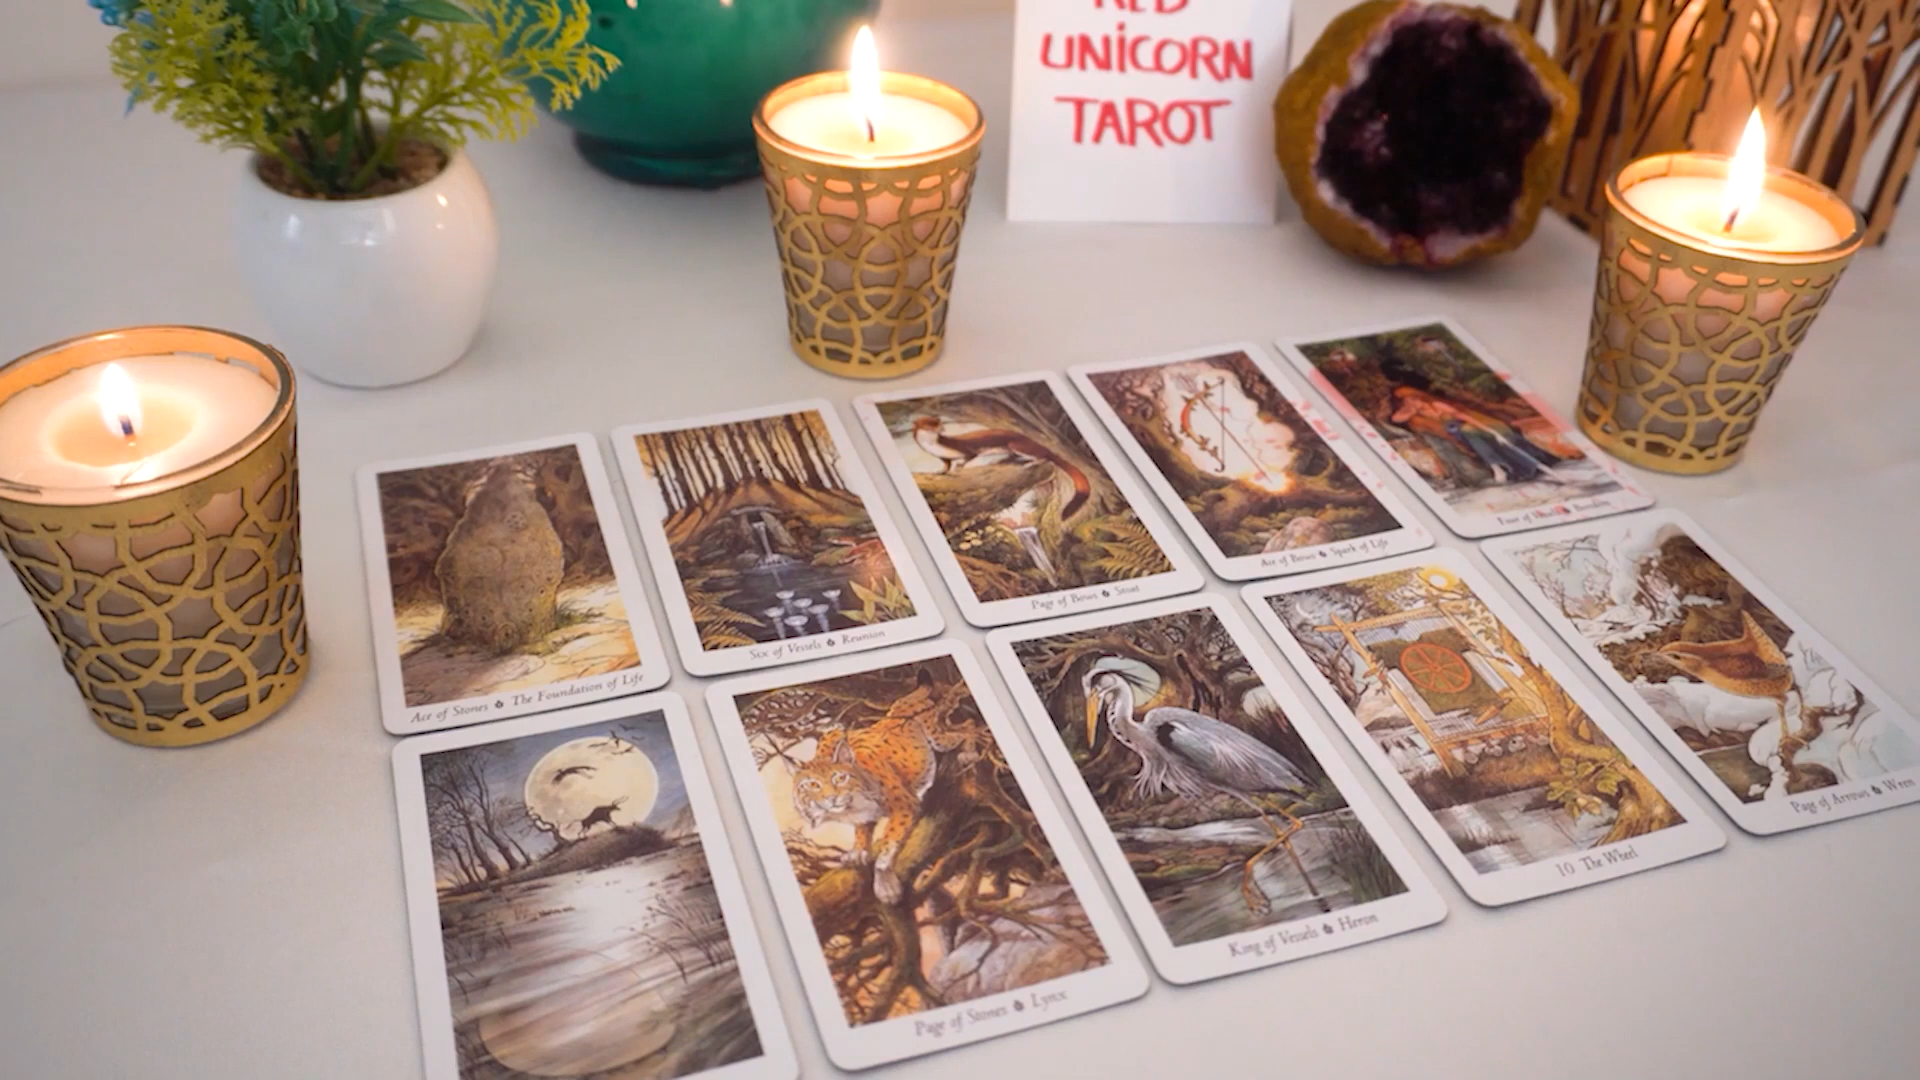 RED
UNICORN
TAROT
Ace of Stones The Foundation of Life
Six of Vessels Reunion
Page of Bows Stoat
Ace of Bows Spark of Life
Page of Stones Lynx
King of Vessels Heron
10 The Wheel
Page of Arrows Wren